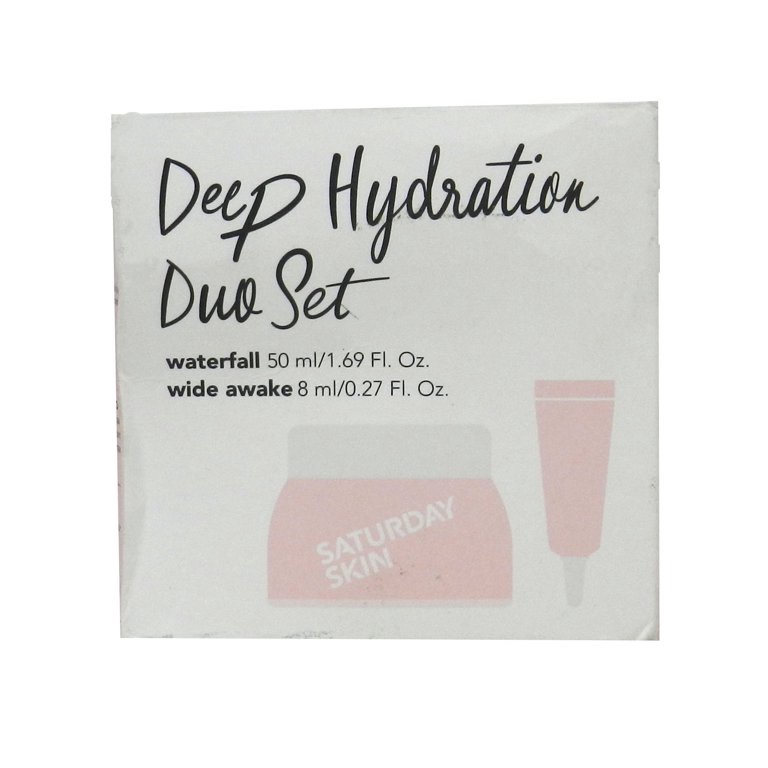 Deep Hydration
Duo Set
waterfall 50 ml/1.69 Fl. Oz.
wide awake 8 ml/0.27 Fl. Oz.
SATURDAY
SKIN